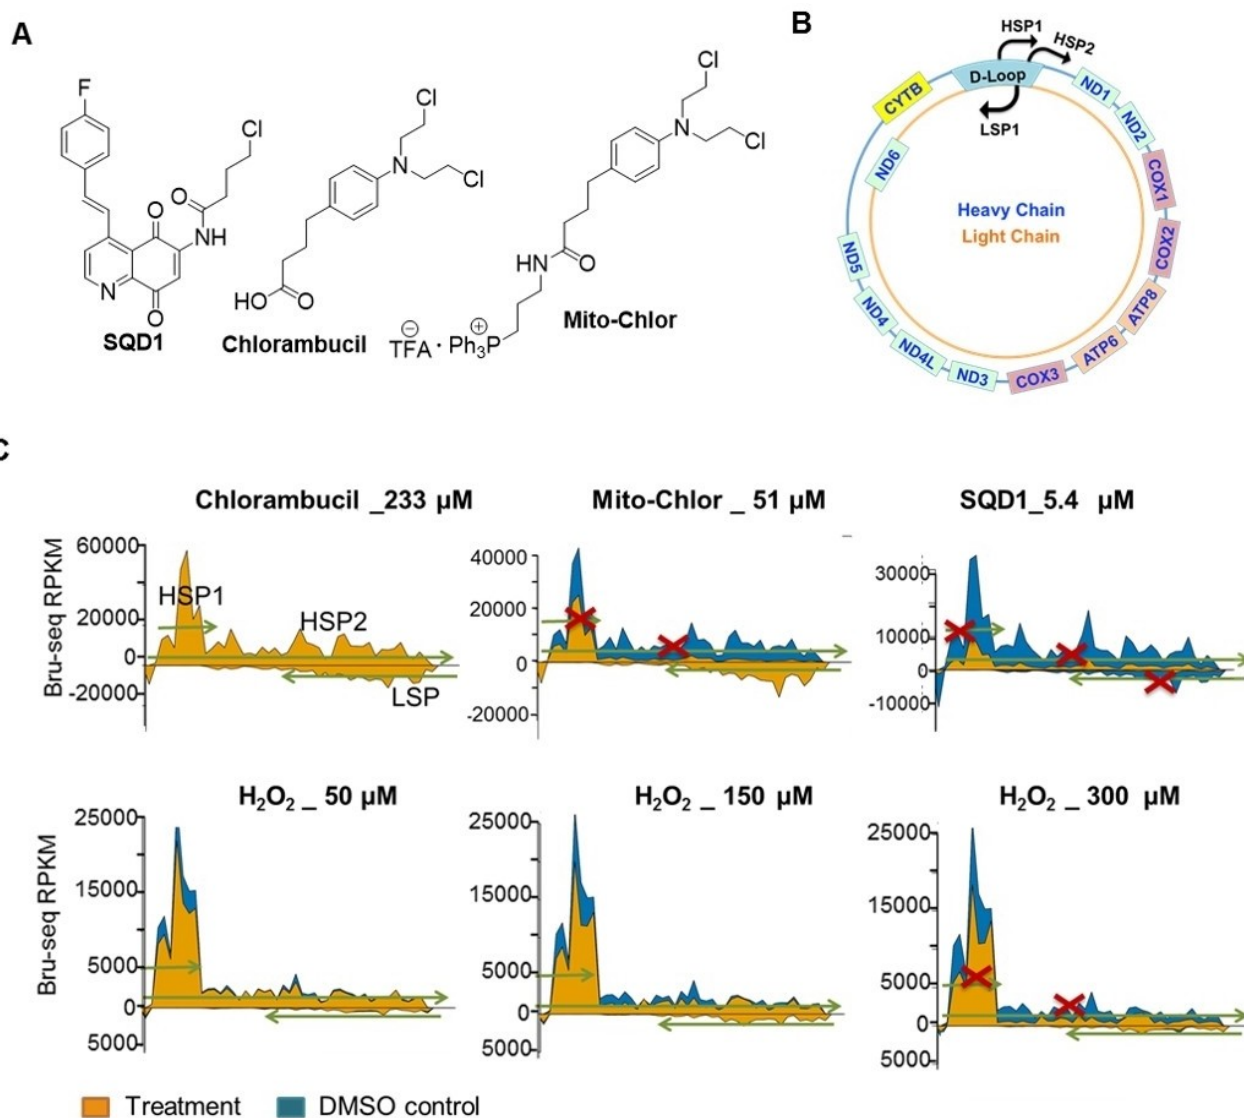 A
F
Cl
O
O
NH
N
O
SQD1
Cl
N
Cl
HO
O
Chlorambucil
Cl
N
Cl
HN
O
Mito-Chlor
⊖
TFA · Ph3P
⊕
B
HSP1
HSP2
D-Loop
LSP1
CYTB
ND6
ND1
ND2
COX1
COX2
ATP8
ATP6
COX3
ND3
ND4L
ND4
ND5
Heavy Chain
Light Chain
C
Chlorambucil _233 µM
Bru-seq RPKM
60000
20000
0
-20000
HSP1
HSP2
LSP
Mito-Chlor _ 51 µM
40000
20000
0
-20000
SQD1_5.4 µM
30000
10000
0
-10000
H2O2 _ 50 µM
Bru-seq RPKM
25000
15000
5000
0
5000
H2O2 _ 150 µM
25000
15000
5000
0
5000
H2O2 _ 300 µM
25000
15000
5000
0
5000
Treatment
DMSO control